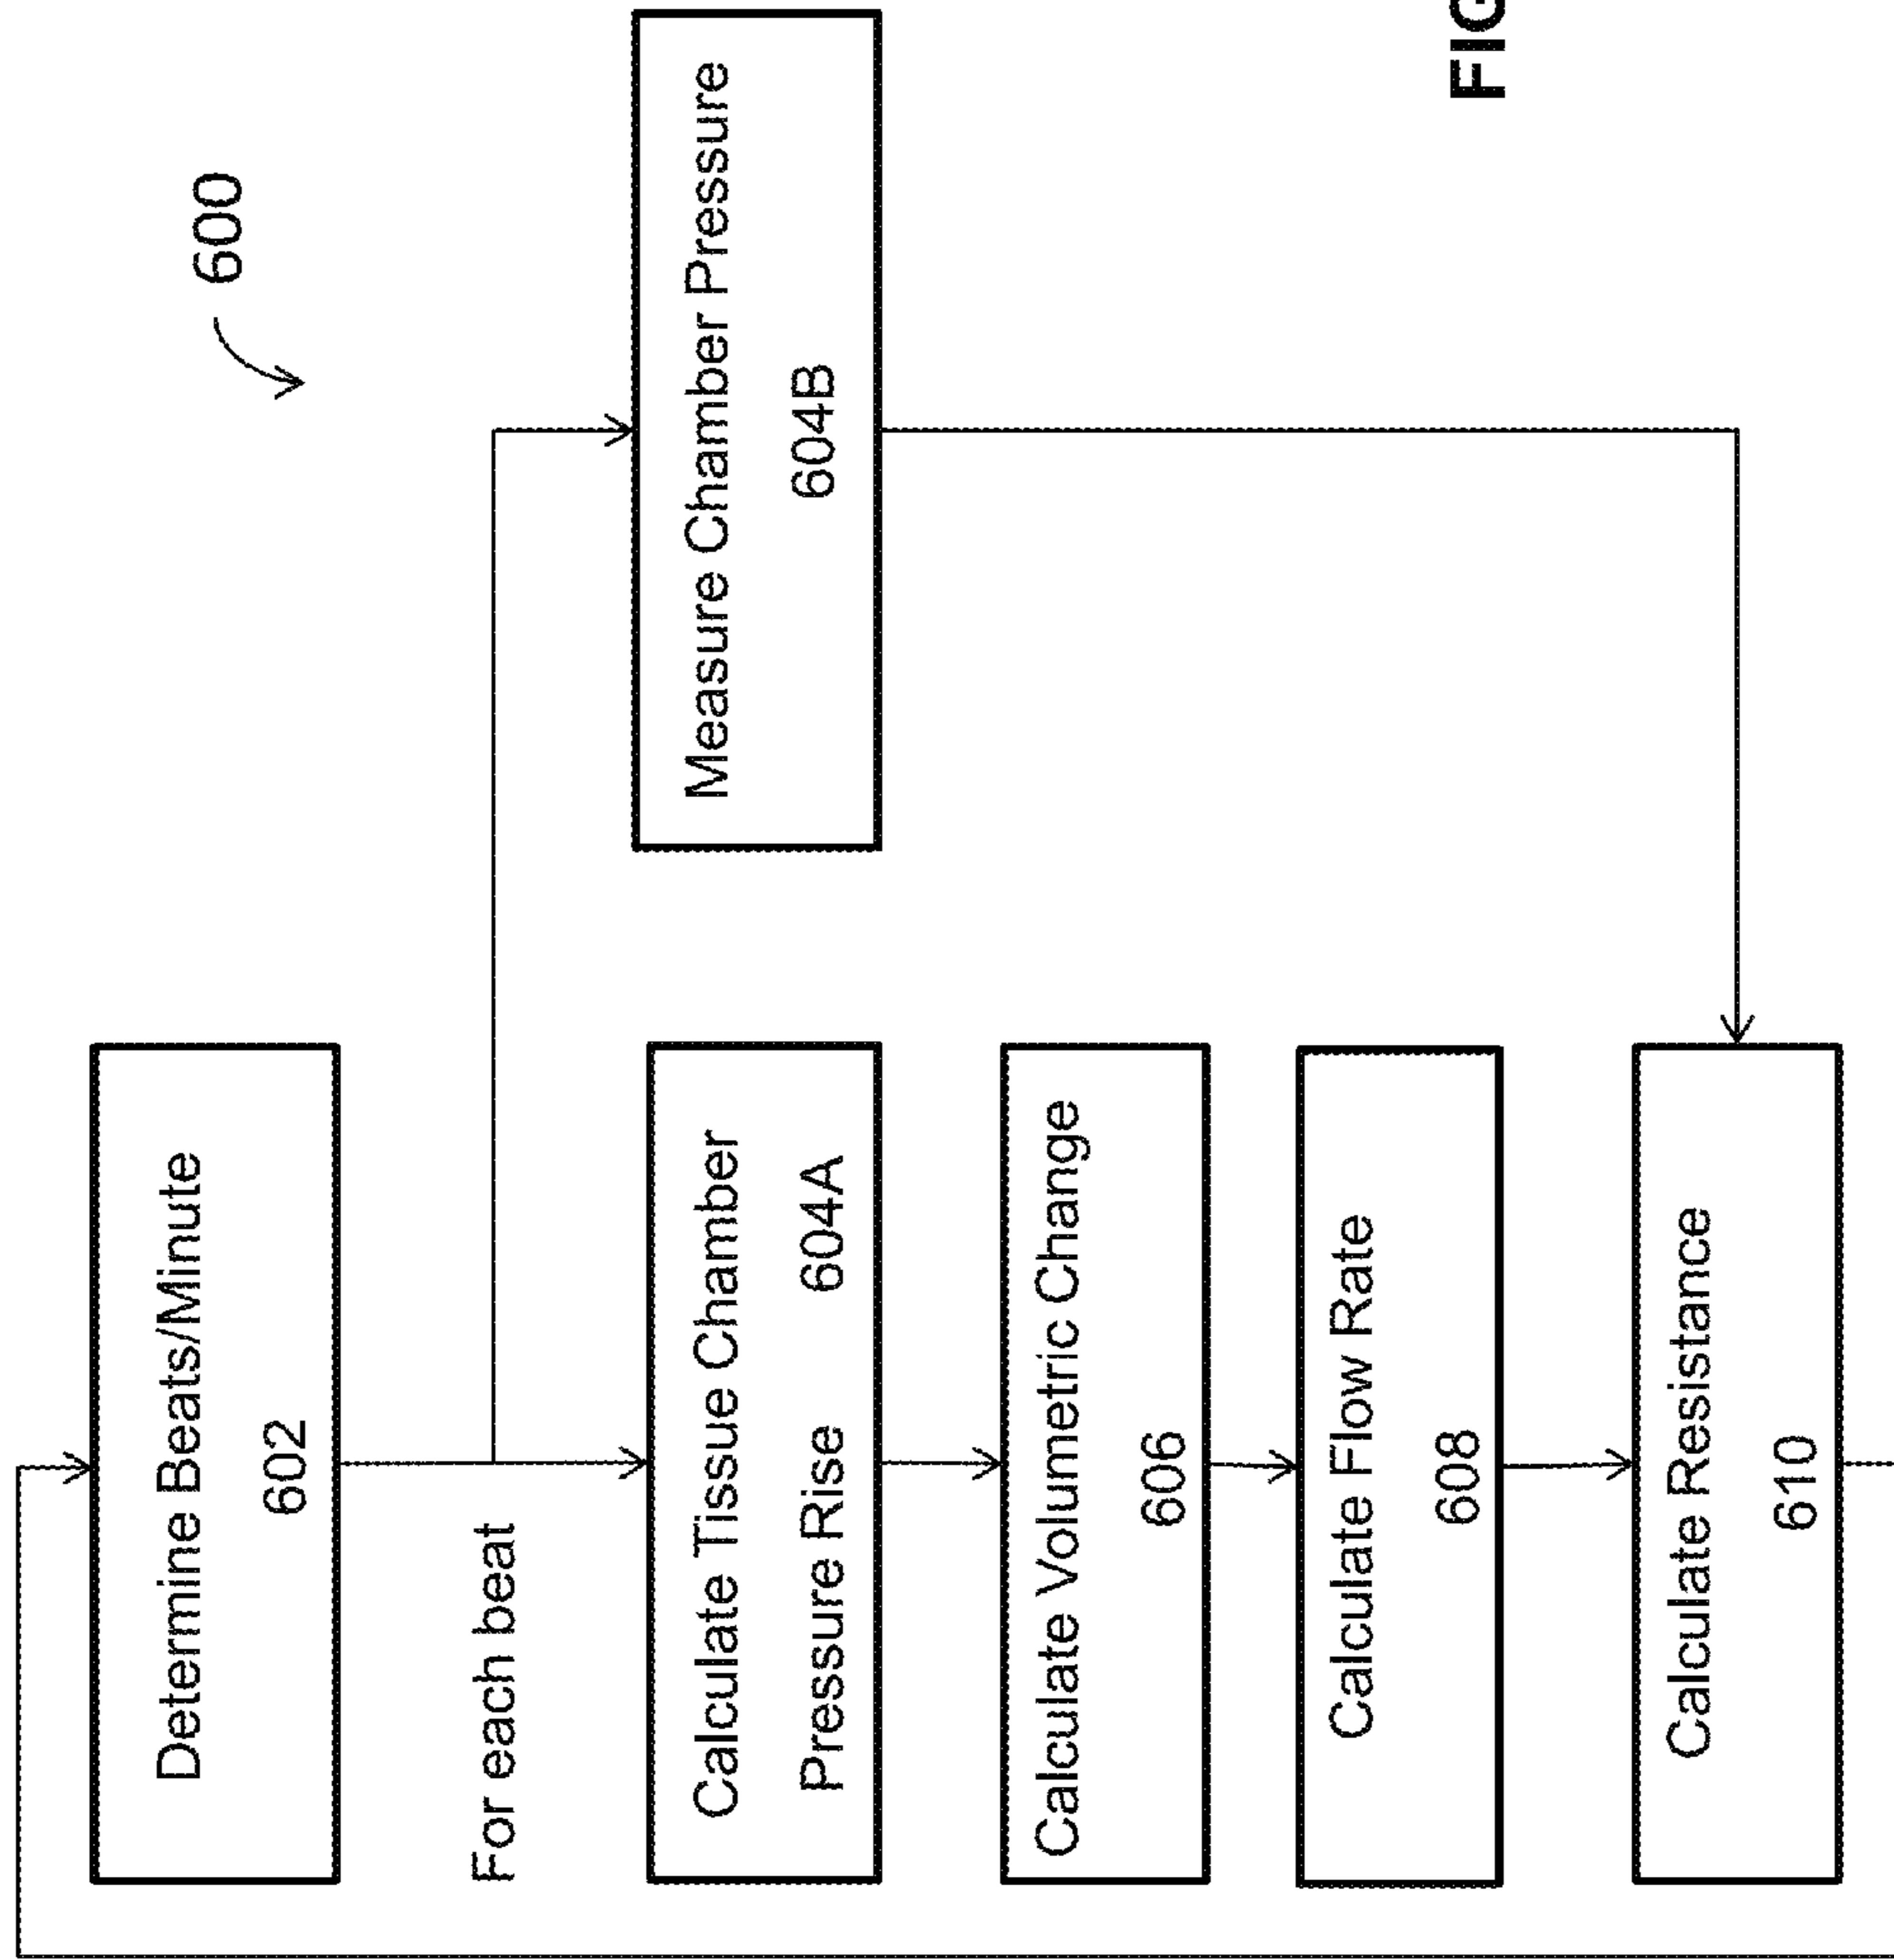 600
Determine Beats/Minute
602
For each beat
Calculate Tissue Chamber
Pressure Rise 604A
Measure Chamber Pressure
604B
Calculate Volumetric Change
606
Calculate Flow Rate
608
Calculate Resistance
610